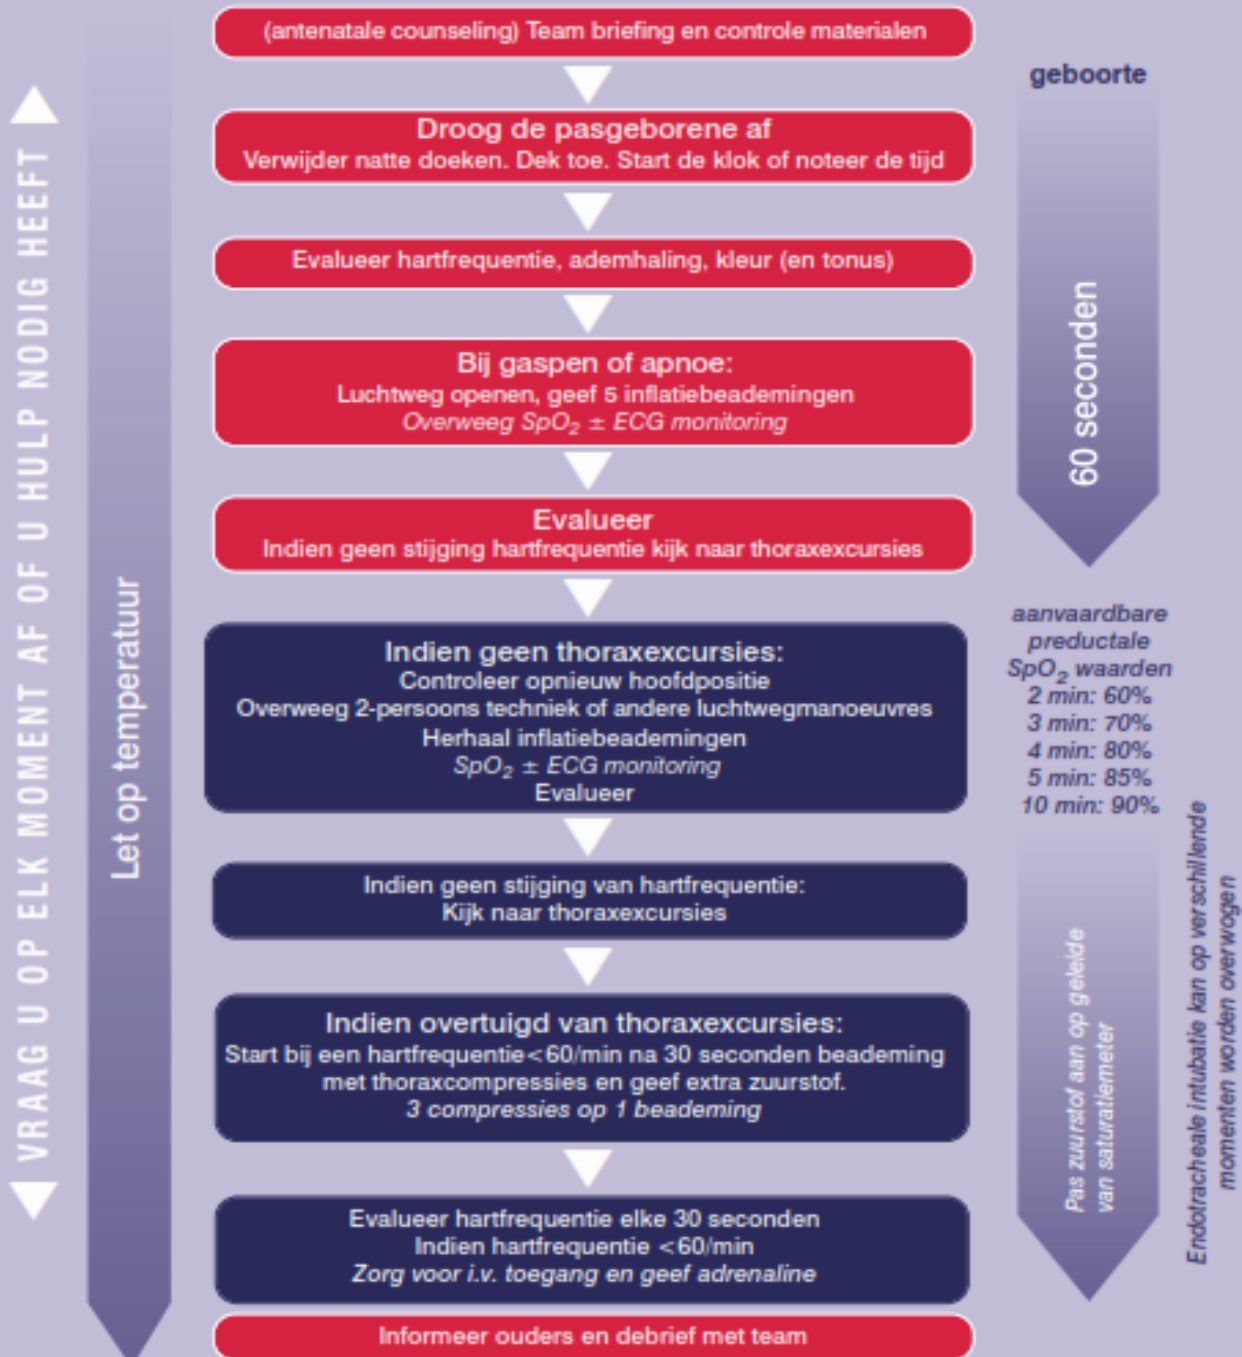 (antenatale counseling) Team briefing en controle materialen
geboorte
Droog de pasgeborene af
Verwijder natte doeken. Dek toe. Start de klok of noteer de tijd
Evalueer hartfrequentie, ademhaling, kleur (en tonus)
Bij gaspen of apnoe:
Luchtweg openen, geef 5 inflatiebeademingen
Overweeg SpO₂ ± ECG monitoring
60 seconden
Evalueer
Indien geen stijging hartfrequentie kijk naar thoraxexcursies
Indien geen thoraxexcursies:
Controleer opnieuw hoofdpositie
Overweeg 2-persoons techniek of andere luchtwegmanoeuvres
Herhaal inflatiebeademingen
SpO₂ ± ECG monitoring
Evalueer
aanvaardbare
preductale
SpO₂ waarden
2 min: 60%
3 min: 70%
4 min: 80%
5 min: 85%
10 min: 90%
Indien geen stijging van hartfrequentie:
Kijk naar thoraxexcursies
Indien overtuigd van thoraxexcursies:
Start bij een hartfrequentie<60/min na 30 seconden beademing
met thoraxcompressies en geef extra zuurstof.
3 compressies op 1 beademing
Evalueer hartfrequentie elke 30 seconden
Indien hartfrequentie <60/min
Zorg voor i.v. toegang en geef adrenaline
Informeer ouders en debrief met team
VRAAG U OP ELK MOMENT AF OF U HULP NODIG HEEFT
Let op temperatuur
Pas zuurstof aan op geleide
van saturatiemeter
Endotracheale intubatie kan op verschillende
momenten worden overwogen